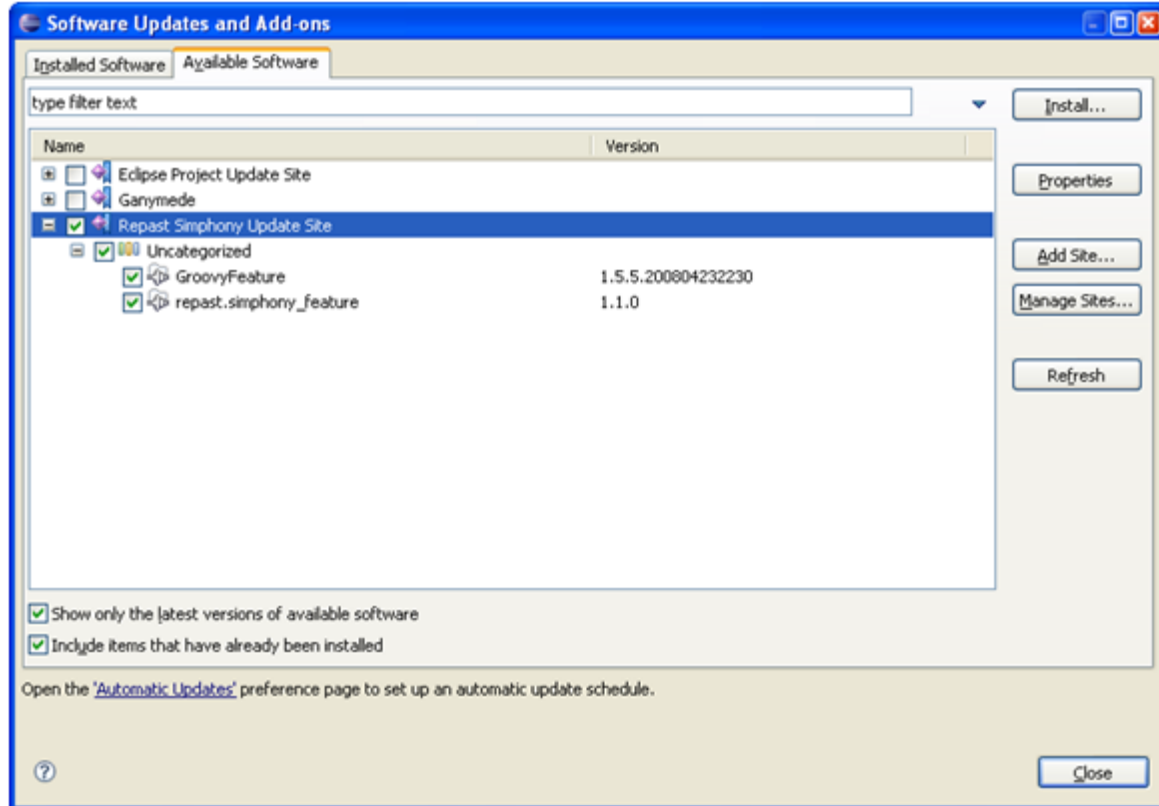 Software Updates and Add-ons
Installed Software Available Software
type filter text
Install...
Name Version
Eclipse Project Update Site
Properties
Ganymede
Repast Simphony Update Site
Uncategorized
Add Site...
GroovyFeature 1.5.5.200804232230
repast.simphony_feature 1.1.0
Manage Sites...
Refresh
Show only the latest versions of available software
Include items that have already been installed
Open the 'Automatic Updates' preference page to set up an automatic update schedule.
?
Close